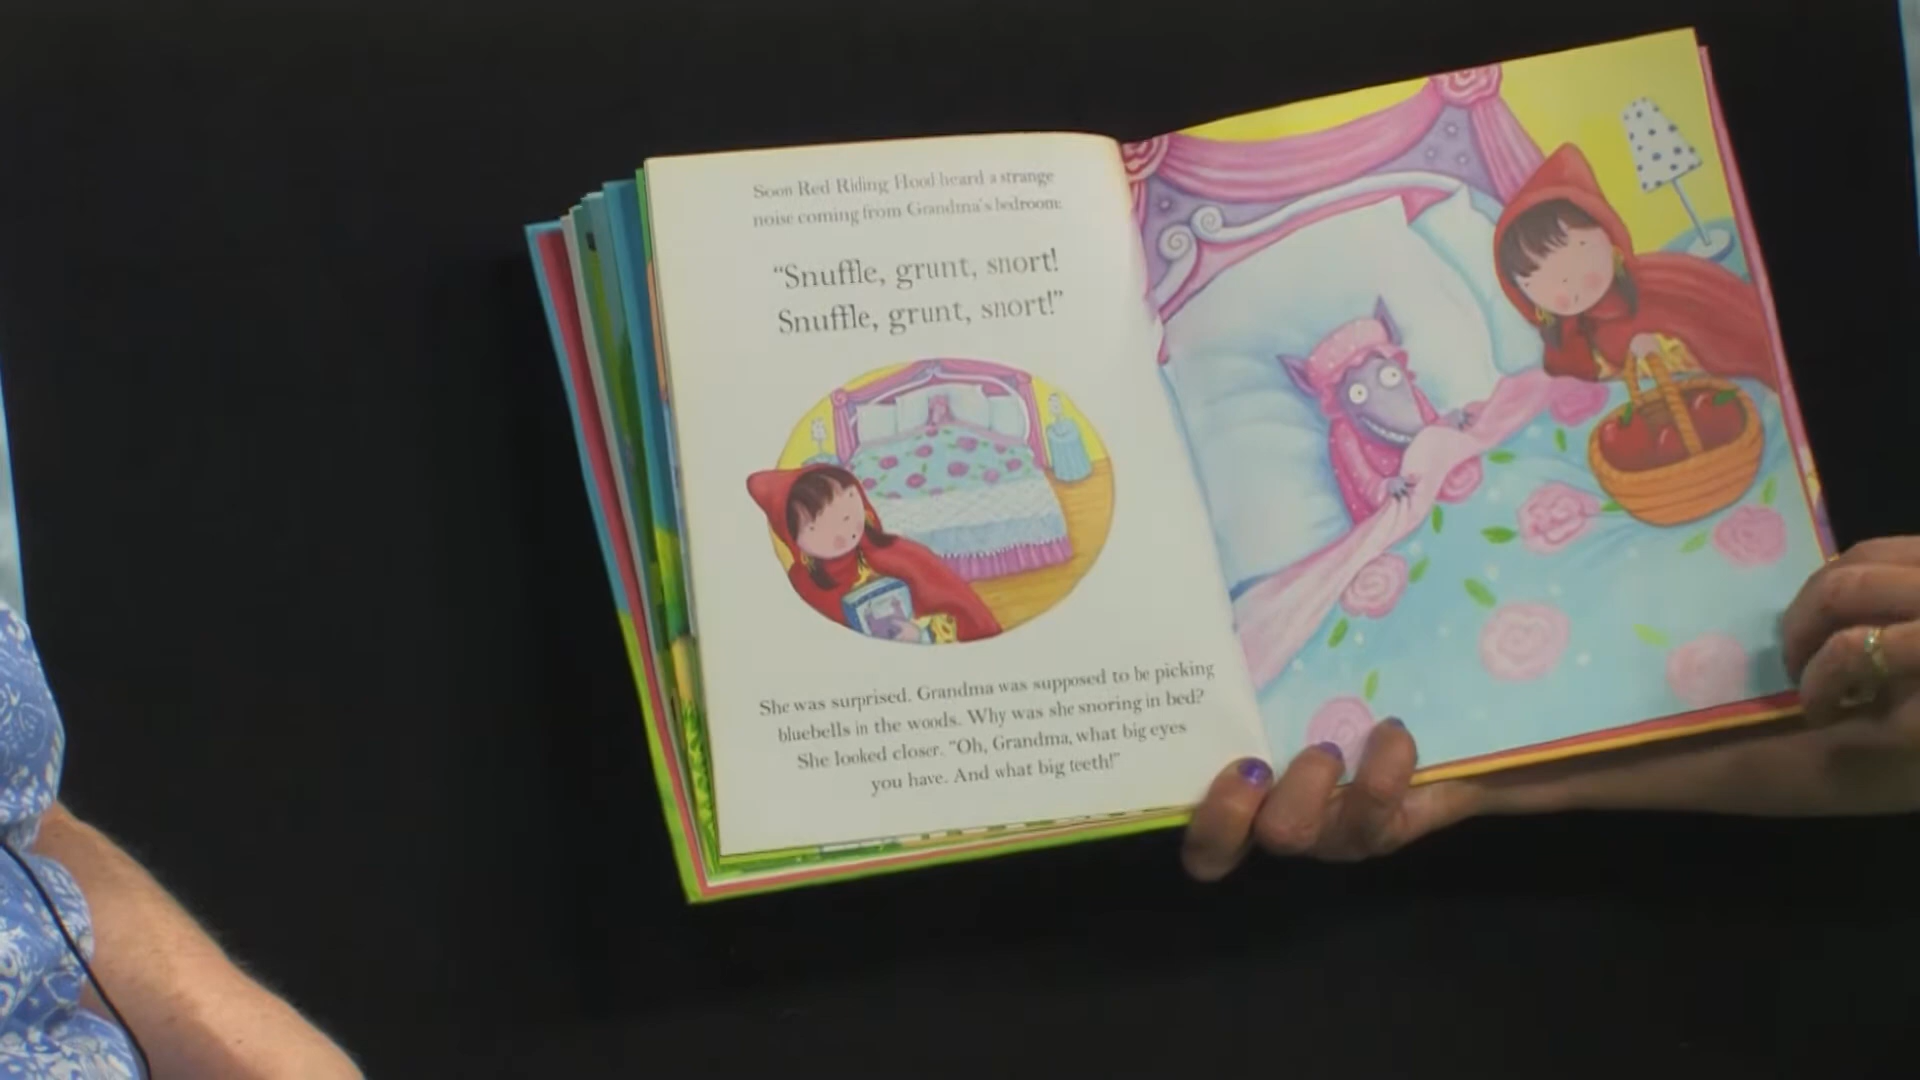 Soon Red Riding Hood heard a strange
noise coming from Grandma's bedroom:
“Snuffle, grunt, snort!
Snuffle, grunt, snort!”
She was surprised. Grandma was supposed to be picking
bluebells in the woods. Why was she snoring in bed?
She looked closer. “Oh, Grandma, what big eyes
you have. And what big teeth!”